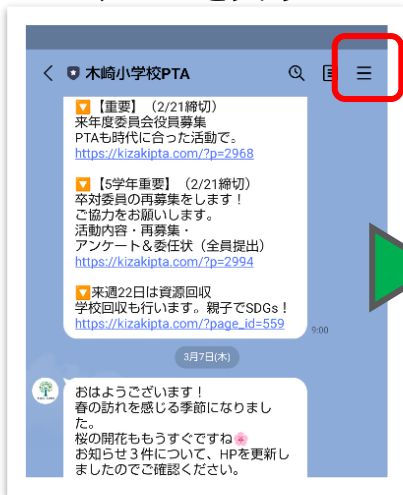 木崎小学校PTA
【重要】（2/21締切）
来年度委員会役員募集
PTAも時代に合った活動で。
https://kizakipta.com/?p=2968
【5学年重要】（2/21締切）
卒対委員の再募集をします！
ご協力をお願いします。
活動内容・再募集・
アンケート＆委任状（全員提出）
https://kizakipta.com/?p=2994
来週22日は資源回収
学校回収も行います。親子でSDGs！
https://kizakipta.com/?page_id=559
9:00
3月7日(木)
おはようございます！
春の訪れを感じる季節になりまし
た。
桜の開花ももうすぐですね🌸
お知らせ３件について、HPを更新し
ましたのでご確認ください。